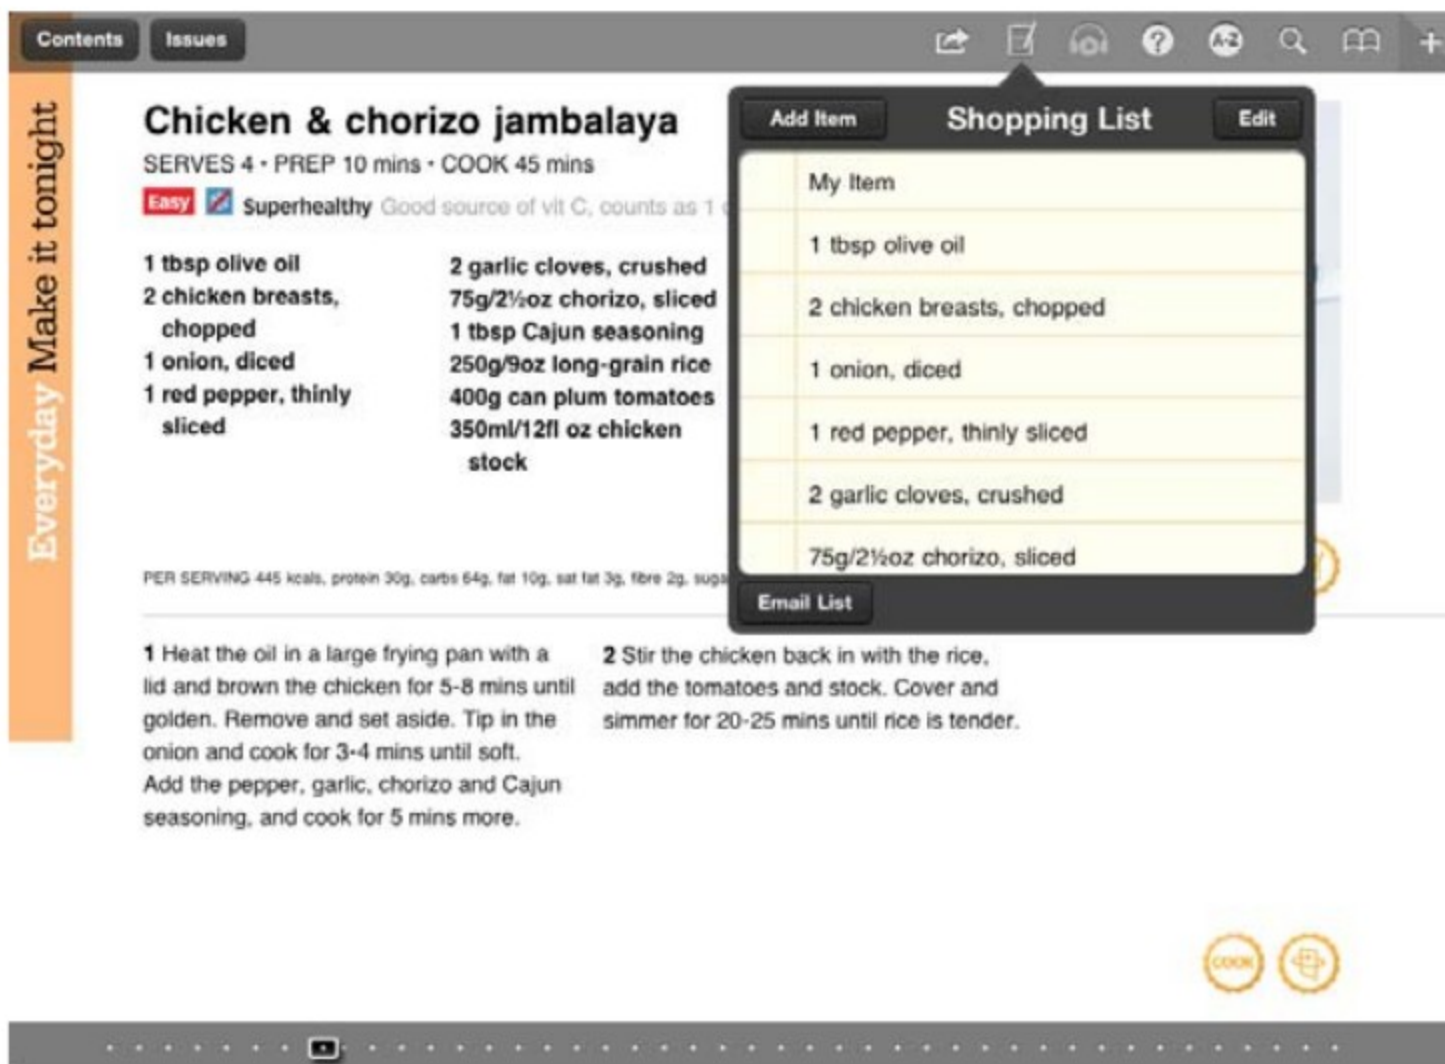 Contents Issues
Everyday Make it tonight
Chicken & chorizo jambalaya
SERVES 4 • PREP 10 mins • COOK 45 mins
Easy Superhealthy Good source of vit C, counts as 1
1 tbsp olive oil
2 chicken breasts,
chopped
1 onion, diced
1 red pepper, thinly
sliced
2 garlic cloves, crushed
75g/2½oz chorizo, sliced
1 tbsp Cajun seasoning
250g/9oz long-grain rice
400g can plum tomatoes
350ml/12fl oz chicken
stock
PER SERVING 445 kcals, protein 30g, carbs 64g, fat 10g, sat fat 3g, fibre 2g,
1 Heat the oil in a large frying pan with a
lid and brown the chicken for 5-8 mins until
golden. Remove and set aside. Tip in the
onion and cook for 3-4 mins until soft.
Add the pepper, garlic, chorizo and Cajun
seasoning, and cook for 5 mins more.
2 Stir the chicken back in with the rice,
add the tomatoes and stock. Cover and
simmer for 20-25 mins until rice is tender.
? A-Z
Add Item Shopping List Edit
My Item
1 tbsp olive oil
2 chicken breasts, chopped
1 onion, diced
1 red pepper, thinly sliced
2 garlic cloves, crushed
75g/2½oz chorizo, sliced
Email List
COOK